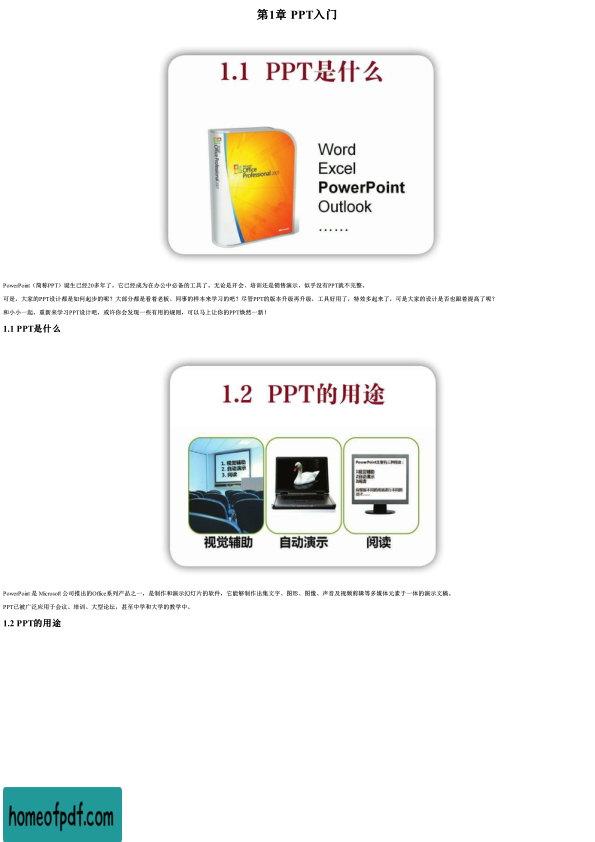 第1章 PPT入门
1.1 PPT是什么
Microsoft
Office
Professional 2007
Word
Excel
PowerPoint
Outlook
……
PowerPoint（简称PPT）诞生已经20多年了，它已经成为在办公中必备的工具了，无论是开会、培训还是销售演示，似乎没有PPT就不完整。
可是，大家的PPT设计都是如何起步的呢？大部分都是看着老板、同事的样本来学习的吧？尽管PPT的版本升级再升级，工具好用了，特效多起来了，可是大家的设计是否也跟着提高了呢？
和小小一起，重新来学习PPT设计吧，或许你会发现一些有用的规则，可以马上让你的PPT焕然一新！
1.1 PPT是什么
1.2 PPT的用途
1. 视觉辅助
2. 自动演示
3. 阅读
PowerPoint主要有三种用途：
1视觉辅助
2自动演示
3阅读
视觉辅助 自动演示 阅读
PowerPoint 是 Microsoft 公司推出的Office系列产品之一，是制作和演示幻灯片的软件，它能够制作出集文字、图形、图像、声音及视频剪辑等多媒体元素于一体的演示文稿。
PPT已被广泛应用于会议、培训、大型论坛，甚至中学和大学的教学中。
1.2 PPT的用途
homeofpdf.com